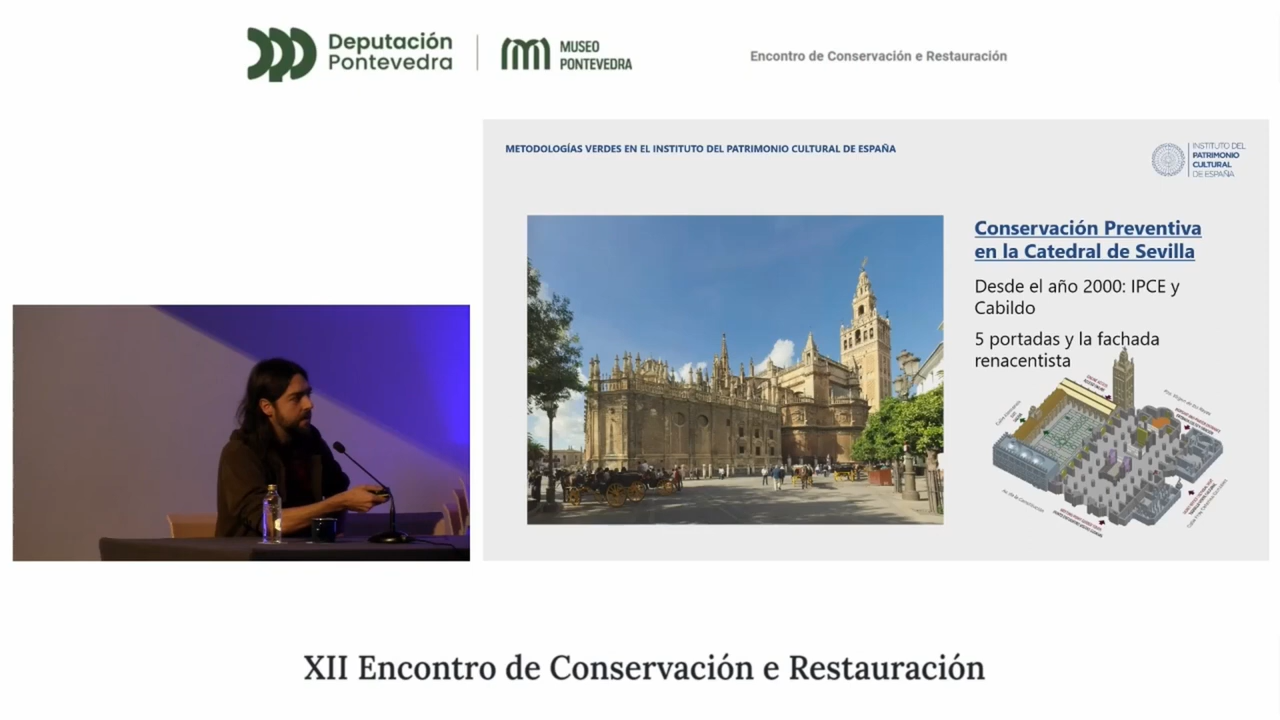 Deputación
Pontevedra
MUSEO
PONTEVEDRA
Encontro de Conservación e Restauración
METODOLOGÍAS VERDES EN EL INSTITUTO DEL PATRIMONIO CULTURAL DE ESPAÑA
INSTITUTO DEL
PATRIMONIO
CULTURAL
DE ESPAÑA
Conservación Preventiva
en la Catedral de Sevilla
Desde el año 2000: IPCE y
Cabildo
5 portadas y la fachada
renacentista
XII Encontro de Conservación e Restauración